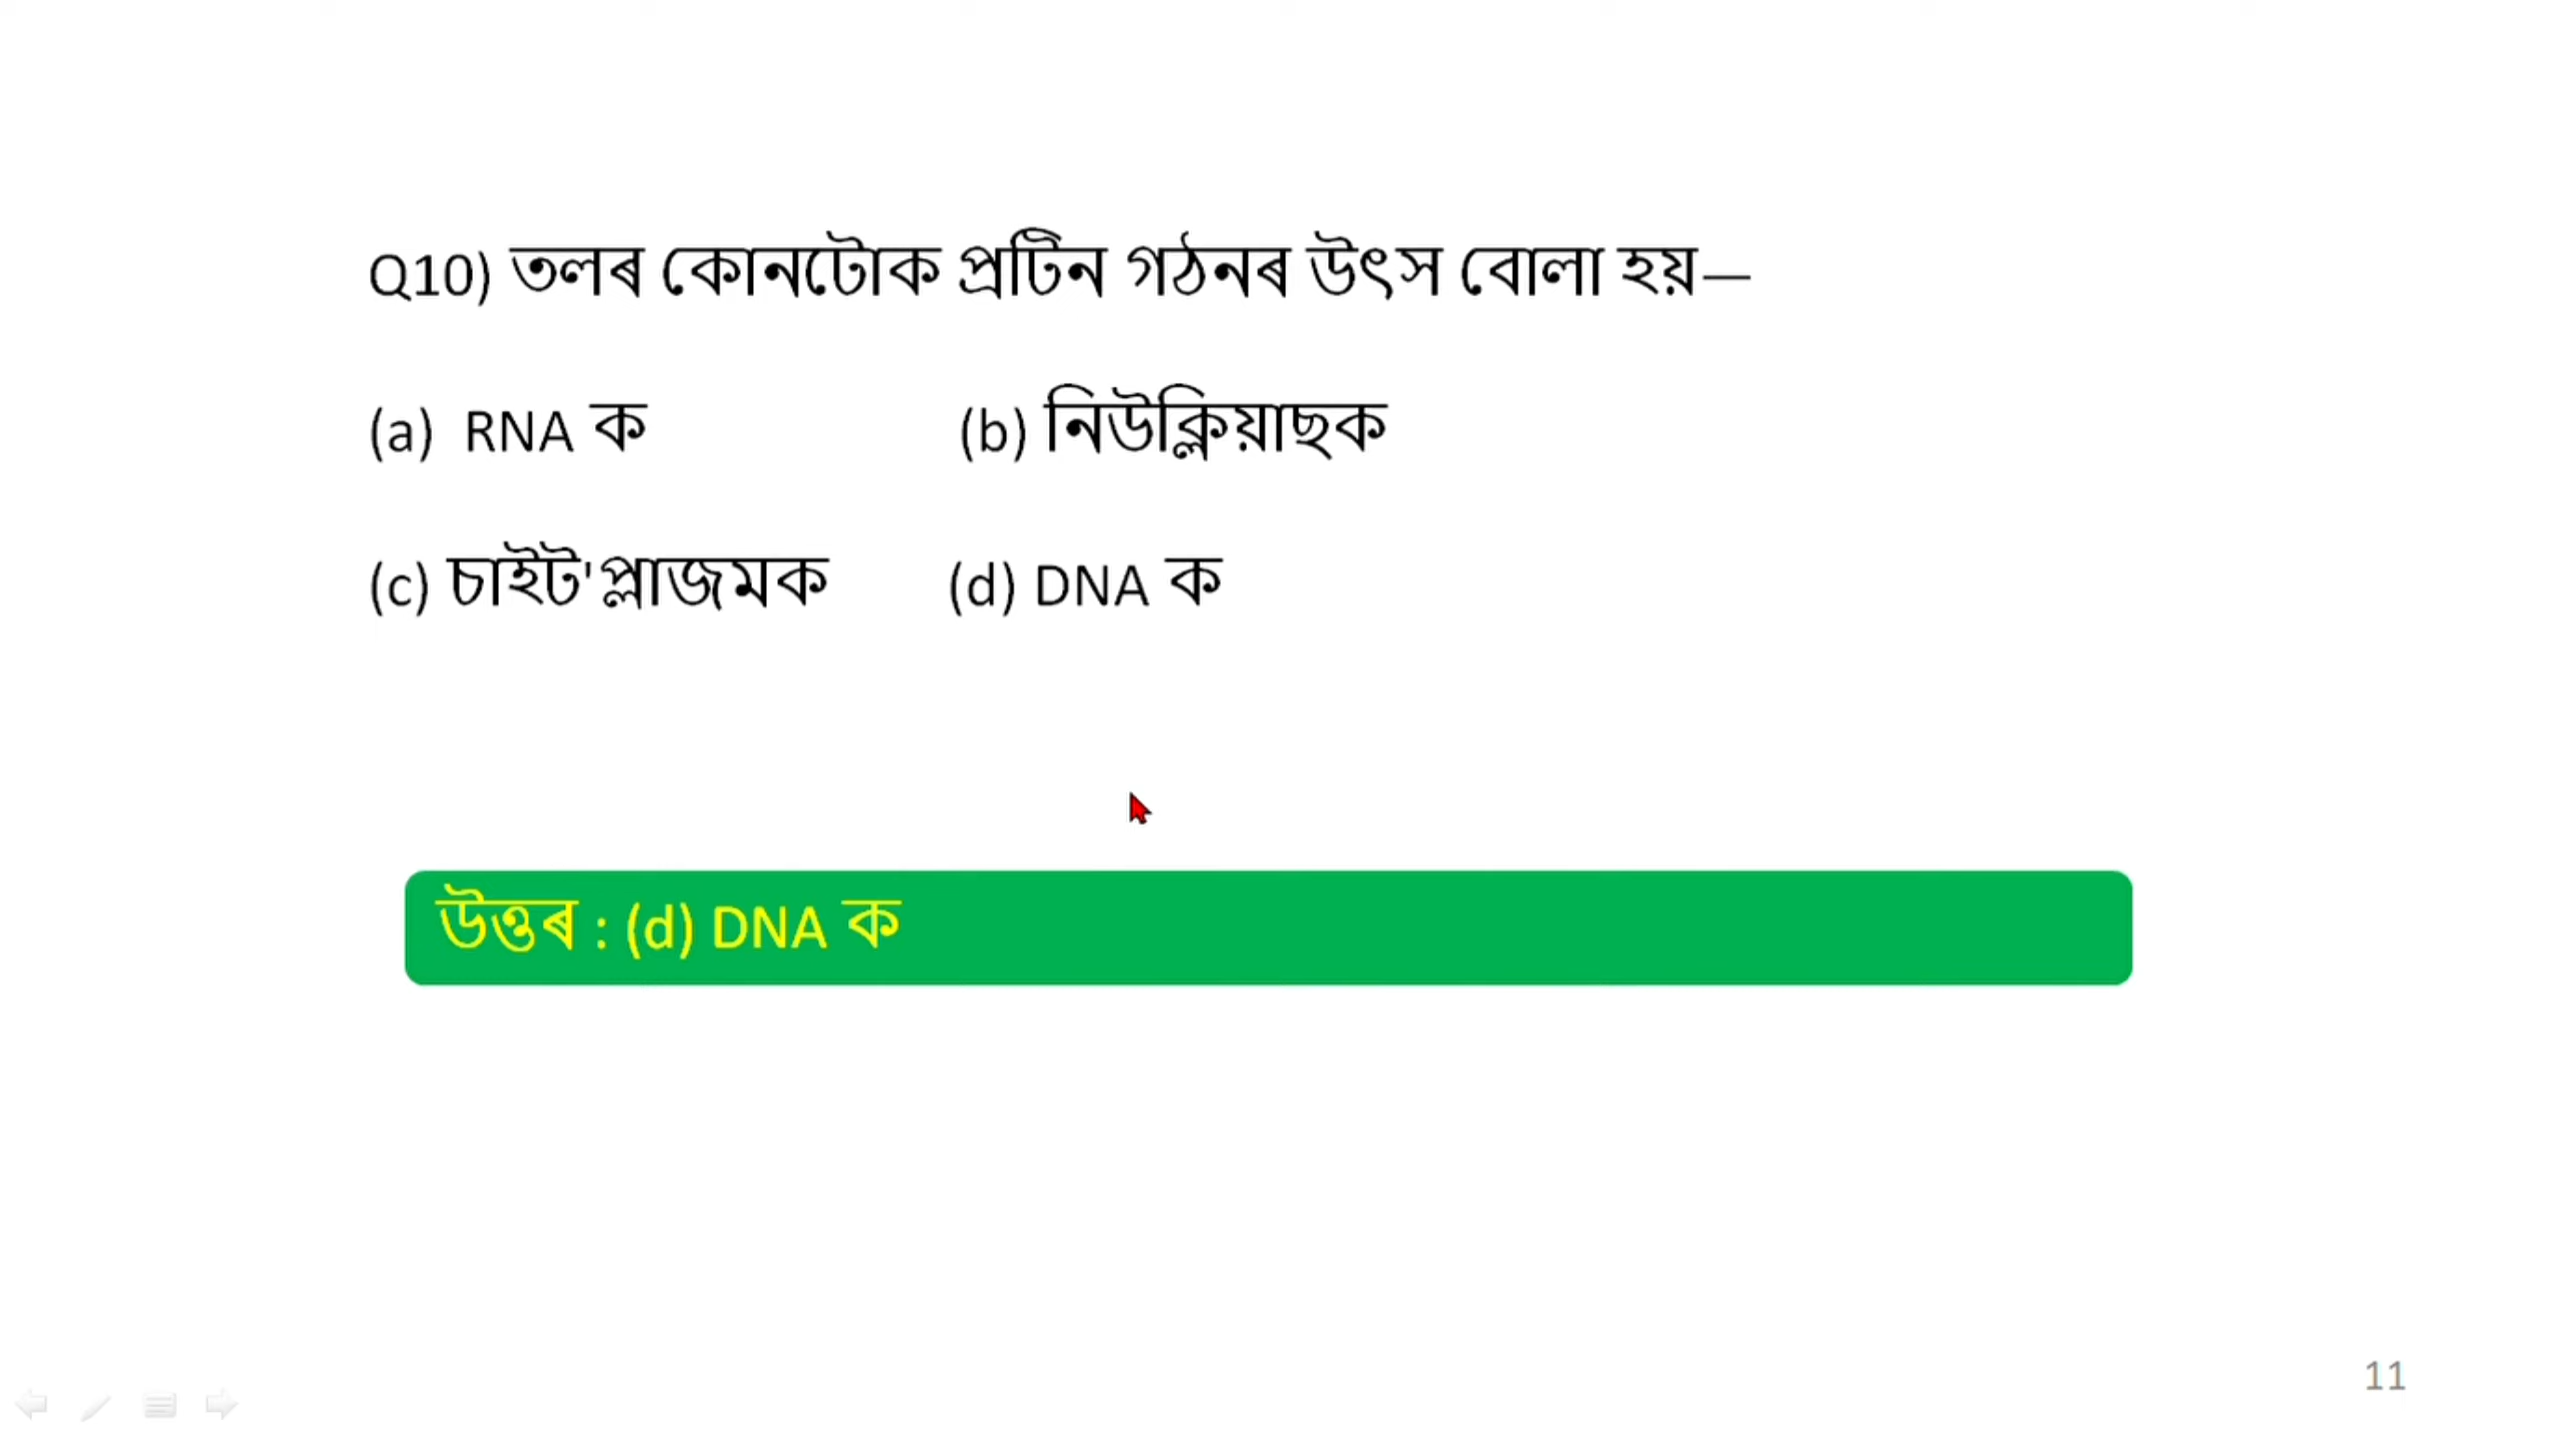 Q10) তলৰ কোনটোক প্ৰটিন গঠনৰ উৎস বোলা হয়—
(a) RNA ক (b) নিউক্লিয়াছক
(c) চাইট'প্লাজমক (d) DNA ক
উত্তৰ : (d) DNA ক
11